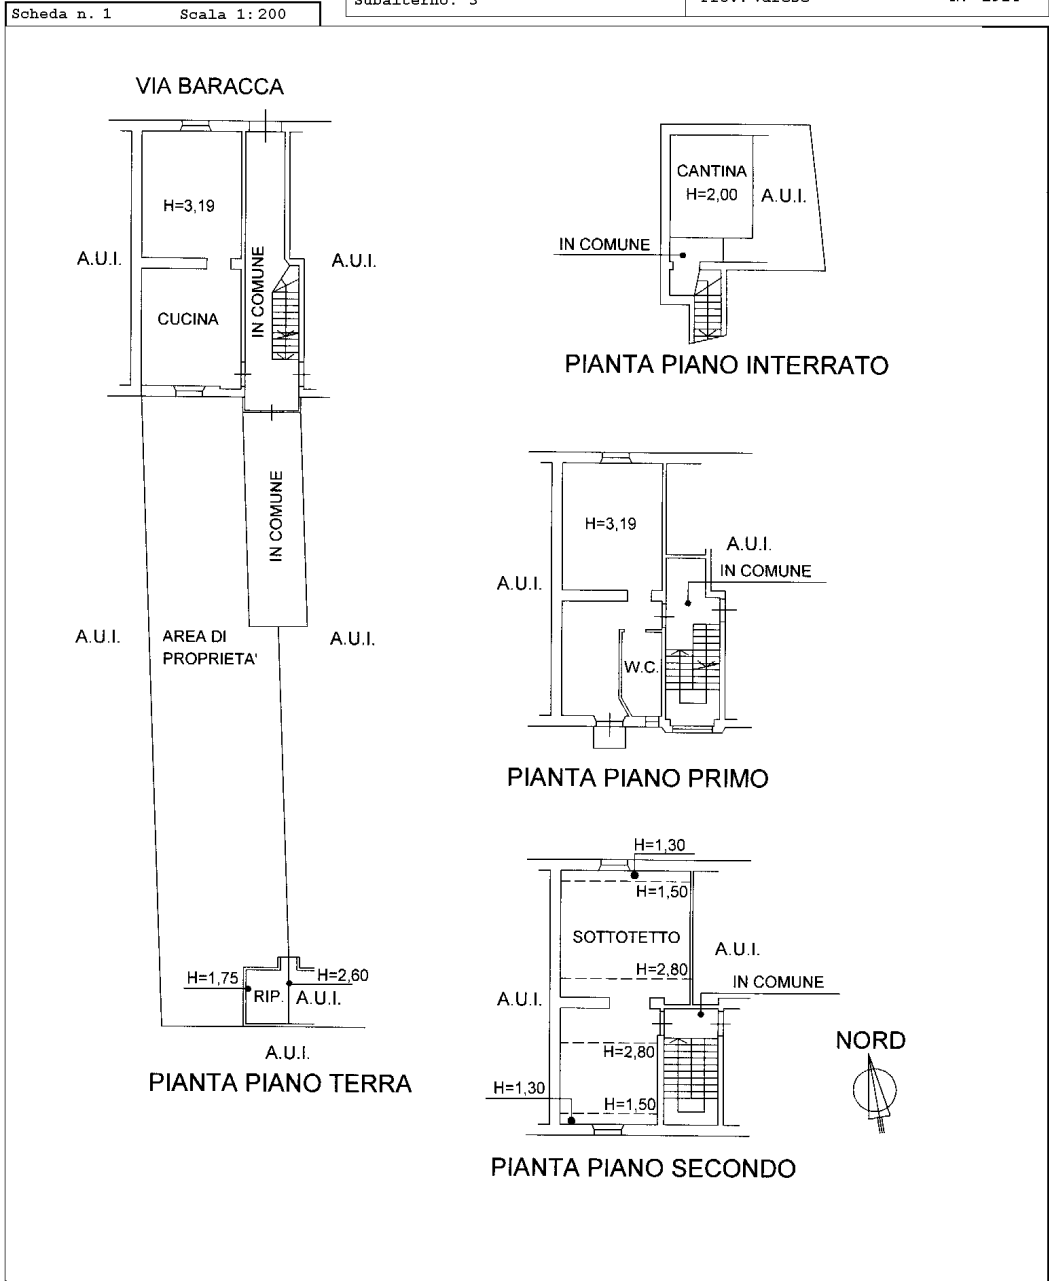 Scheda n. 1
Scala 1:200
VIA BARACCA
H=3,19
A.U.I.
A.U.I.
IN COMUNE
CUCINA
IN COMUNE
A.U.I.
AREA DI
PROPRIETA'
A.U.I.
H=1,75
H=2,60
RIP.
A.U.I.
A.U.I.
PIANTA PIANO TERRA
CANTINA
H=2,00
A.U.I.
IN COMUNE
PIANTA PIANO INTERRATO
H=3,19
A.U.I.
IN COMUNE
A.U.I.
W.C.
PIANTA PIANO PRIMO
H=1,30
H=1,50
SOTTOTETTO
A.U.I.
H=2,80
IN COMUNE
A.U.I.
H=2,80
H=1,30
H=1,50
PIANTA PIANO SECONDO
NORD